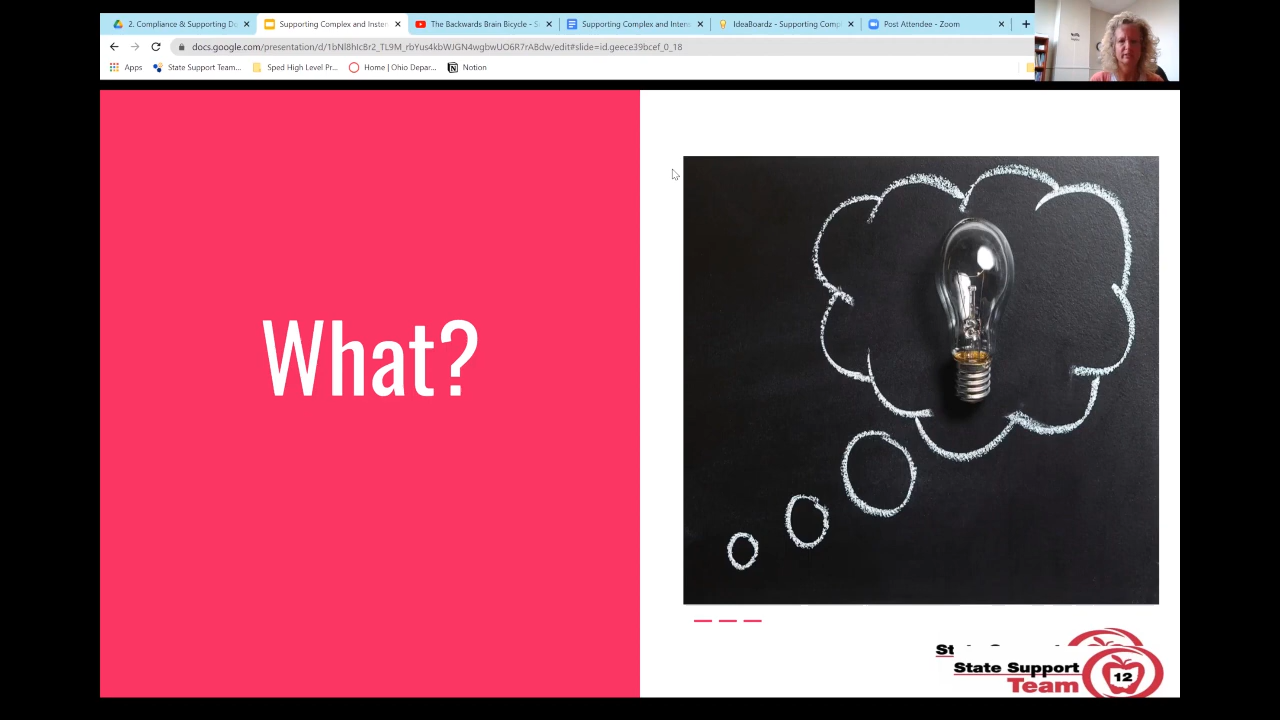 2. Compliance & Supporting D
Supporting Complex and Inten
The Backwards Brain Bicycle - S
Supporting Complex and Inten
IdeaBoardz - Supporting Comp
Post Attendee - Zoom
docs.google.com/presentation/d/1bNl8hIcBr2_TL9M_rbYus4kbWJGN4wgbwUO6R7rABdw/edit#slide=id.geece39bcef_0_18
Apps
State Support Team...
Sped High Level Pr...
Home | Ohio Depar...
Notion
What?
State Support
Team
12